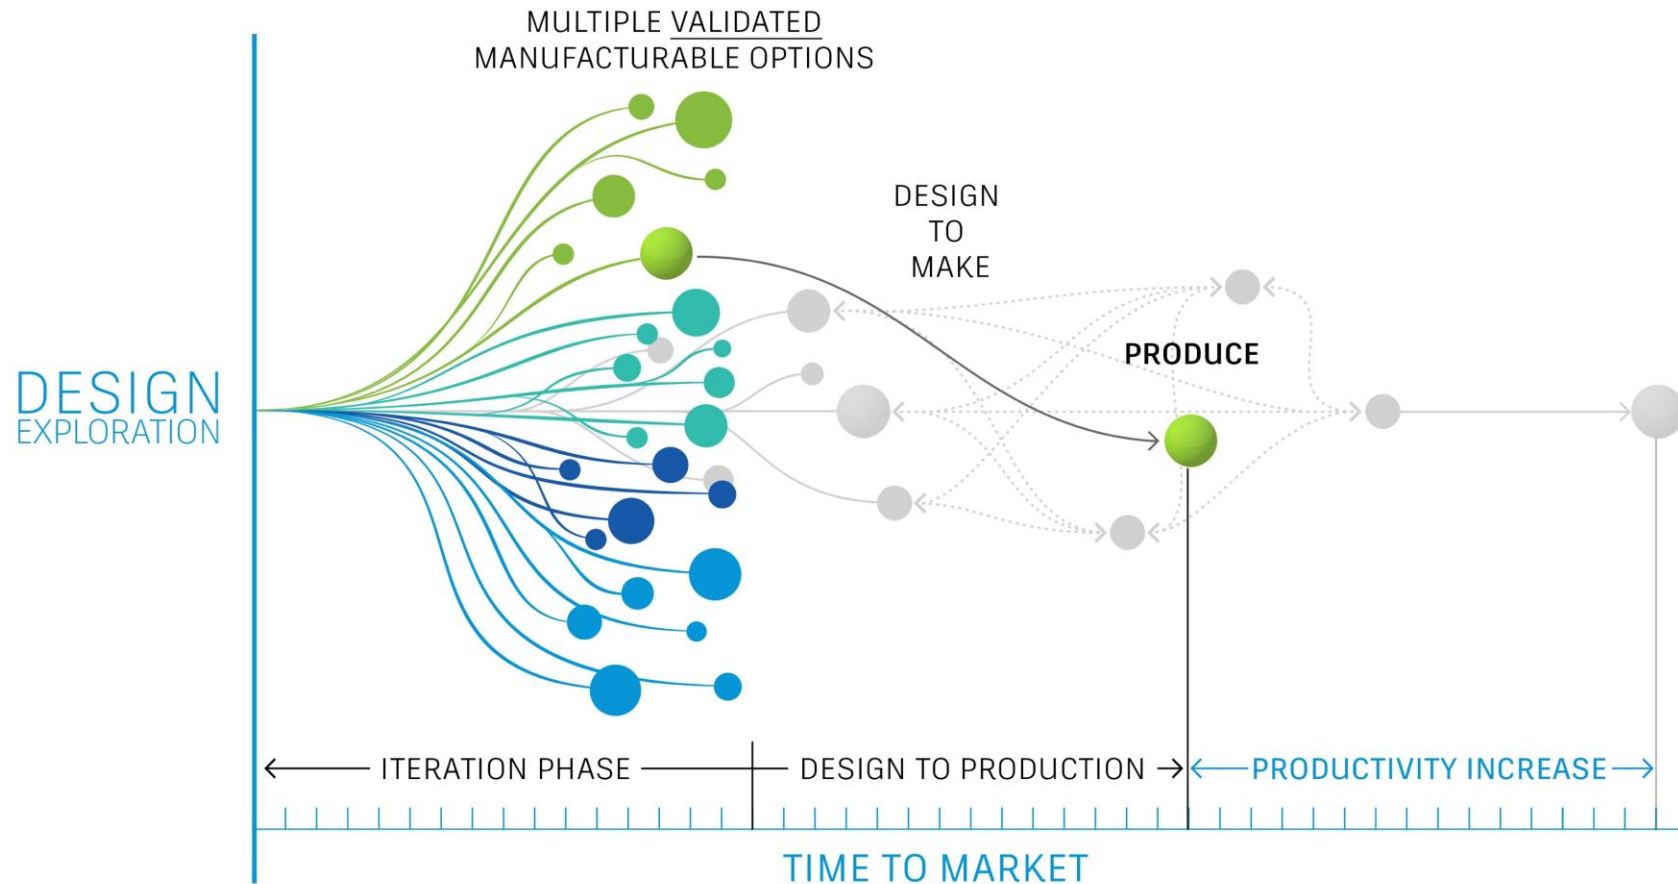 MULTIPLE VALIDATED
MANUFACTURABLE OPTIONS
DESIGN
TO
MAKE
PRODUCE
DESIGN
EXPLORATION
ITERATION PHASE
DESIGN TO PRODUCTION
PRODUCTIVITY INCREASE
TIME TO MARKET